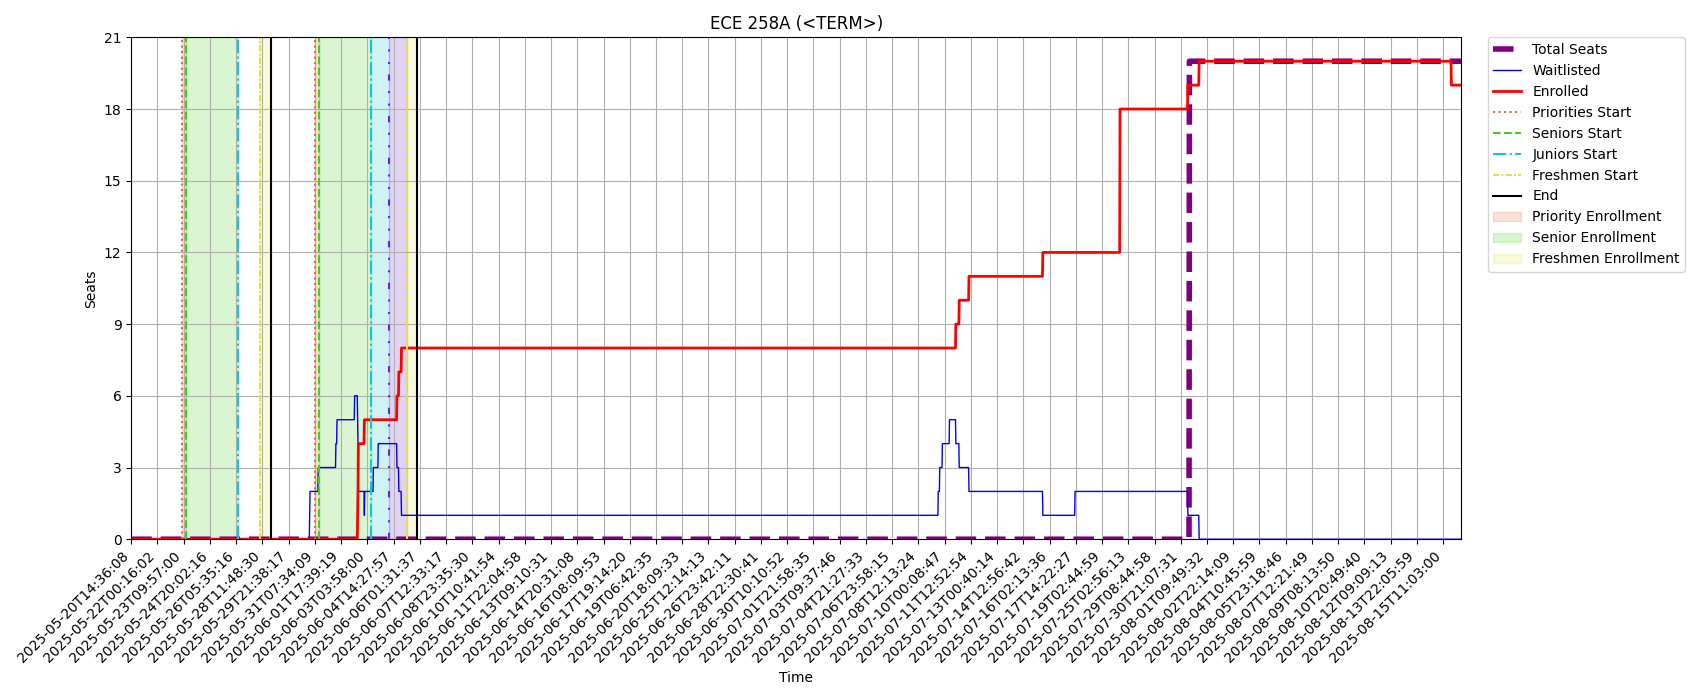 ECE 258A (<TERM>)
21
18
15
12
9
6
3
0
Seats
2025-05-20T14:36:08
2025-05-22T00:16:02
2025-05-23T09:57:00
2025-05-24T20:02:16
2025-05-26T05:35:16
2025-05-28T11:48:30
2025-05-29T21:38:17
2025-05-31T07:34:09
2025-06-01T17:39:19
2025-06-03T03:58:00
2025-06-04T14:27:57
2025-06-06T01:31:37
2025-06-07T12:33:17
2025-06-08T23:35:30
2025-06-10T10:41:54
2025-06-11T22:04:58
2025-06-13T09:10:31
2025-06-14T20:31:08
2025-06-16T08:09:53
2025-06-17T19:14:20
2025-06-19T06:42:35
2025-06-20T18:09:33
2025-06-25T12:14:13
2025-06-26T23:42:11
2025-06-28T22:30:41
2025-06-30T10:10:52
2025-07-01T21:58:35
2025-07-03T09:37:46
2025-07-04T21:27:33
2025-07-06T23:58:15
2025-07-08T12:13:24
2025-07-10T00:08:47
2025-07-11T11:52:54
2025-07-13T00:40:14
2025-07-14T12:56:42
2025-07-16T02:13:36
2025-07-17T14:22:27
2025-07-19T02:44:59
2025-07-25T02:56:13
2025-07-29T08:44:58
2025-07-30T21:07:31
2025-08-01T09:49:32
2025-08-02T22:14:09
2025-08-04T10:45:59
2025-08-05T23:18:46
2025-08-07T12:21:49
2025-08-09T08:13:50
2025-08-10T20:49:40
2025-08-12T09:09:13
2025-08-13T22:05:59
2025-08-15T11:03:00
Time
Total Seats
Waitlisted
Enrolled
Priorities Start
Seniors Start
Juniors Start
Freshmen Start
End
Priority Enrollment
Senior Enrollment
Freshmen Enrollment